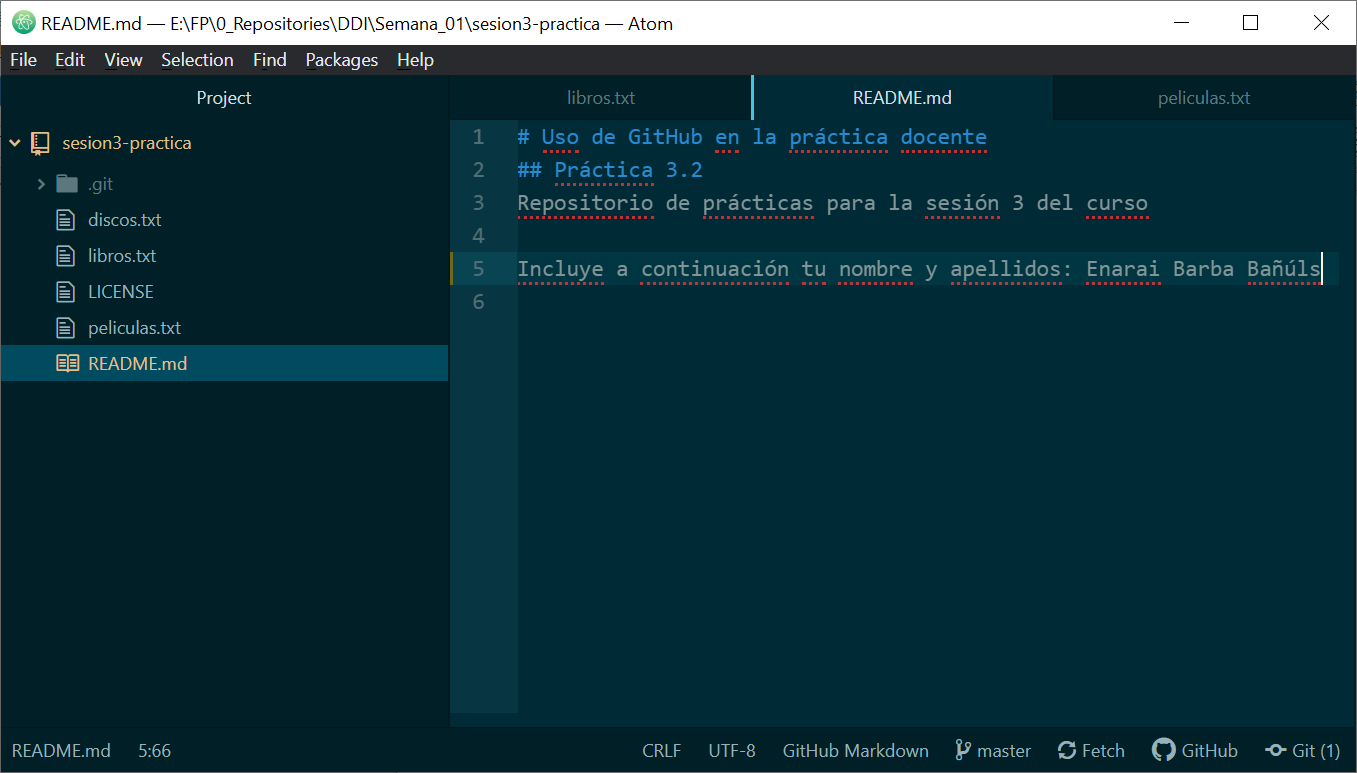 README.md — E:\FP\0_Repositories\DDI\Semana_01\sesion3-practica — Atom
File Edit View Selection Find Packages Help
Project
sesion3-practica
.git
discos.txt
libros.txt
LICENSE
peliculas.txt
README.md
libros.txt README.md peliculas.txt
1 # Uso de GitHub en la práctica docente
2 ## Práctica 3.2
3 Repositorio de prácticas para la sesión 3 del curso
4
5 Incluye a continuación tu nombre y apellidos: Enarai Barba Bañúls
6
README.md 5:66 CRLF UTF-8 GitHub Markdown master Fetch GitHub Git (1)